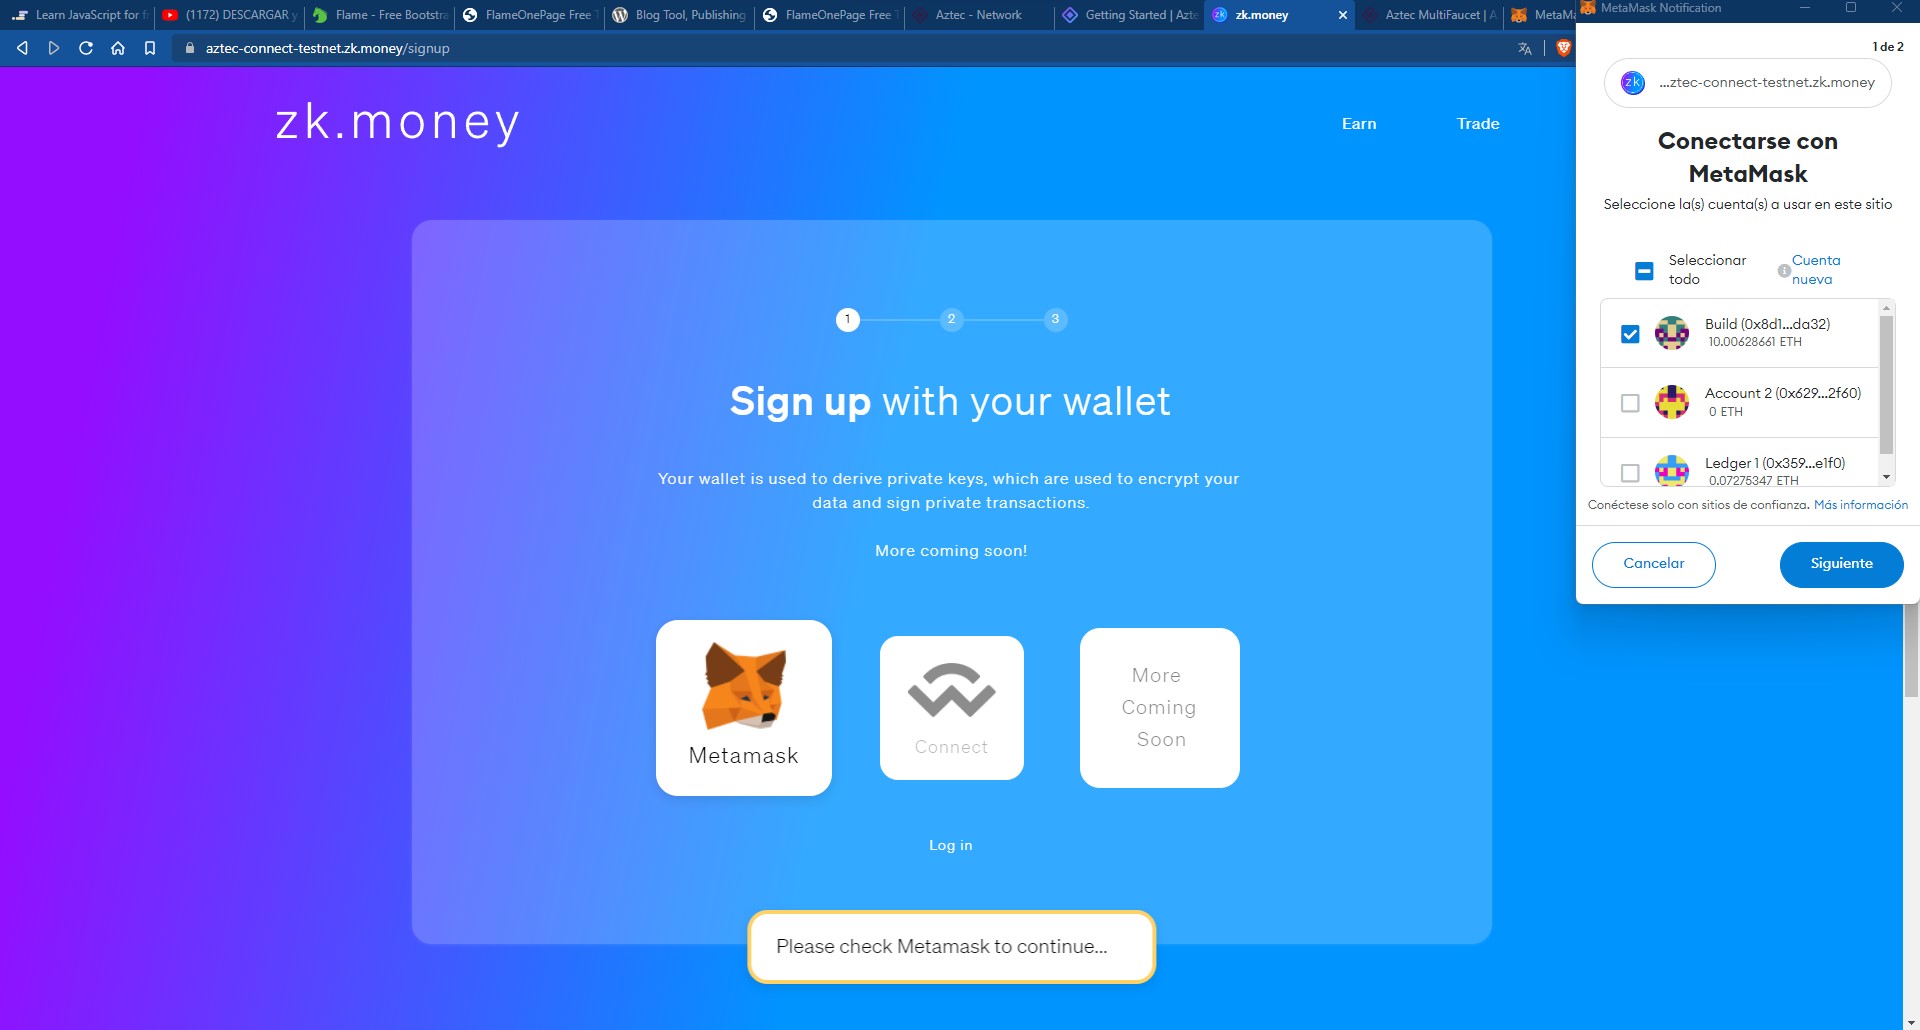 Learn JavaScript for f
(1172) DESCARGAR y
Flame - Free Bootstra
FlameOnePage Free T
Blog Tool, Publishing
FlameOnePage Free T
Aztec - Network
Getting Started | Azte
zk.money
Aztec MultiFaucet | A
MetaMa
MetaMask Notification
aztec-connect-testnet.zk.money/signup
1 de 2
zk
...ztec-connect-testnet.zk.money
zk.money
Earn
Trade
Conectarse con
MetaMask
Seleccione la(s) cuenta(s) a usar en este sitio
Seleccionar
todo
Cuenta
nueva
Build (0x8d1...da32)
10.00628661 ETH
Account 2 (0x629...2f60)
0 ETH
Ledger 1 (0x359...e1f0)
0.07275347 ETH
Conéctese solo con sitios de confianza. Más información
Cancelar
Siguiente
1
2
3
Sign up with your wallet
Your wallet is used to derive private keys, which are used to encrypt your
data and sign private transactions.
More coming soon!
Metamask
Connect
More
Coming
Soon
Log in
Please check Metamask to continue...